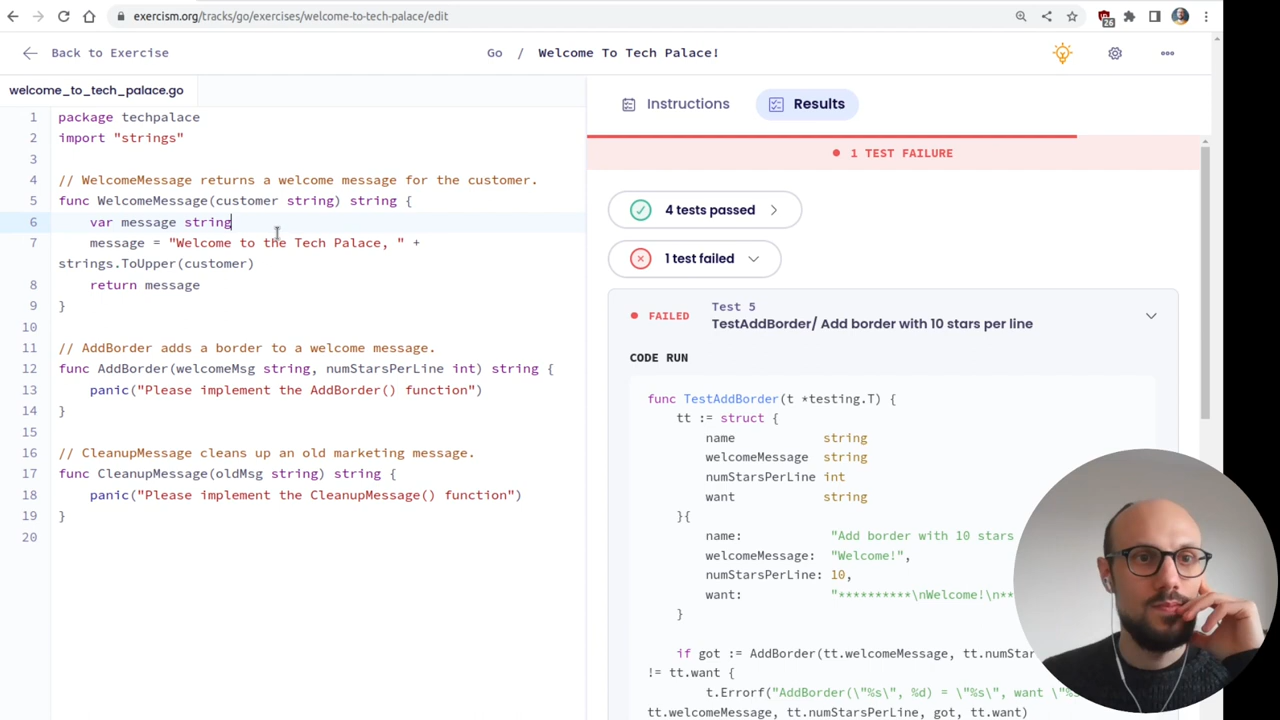 exercism.org/tracks/go/exercises/welcome-to-tech-palace/edit
26
Back to Exercise
Go / Welcome To Tech Palace!
welcome_to_tech_palace.go
Instructions
Results
1 package techpalace
2 import "strings"
3
4 // WelcomeMessage returns a welcome message for the customer.
5 func WelcomeMessage(customer string) string {
6 var message string
7 message = "Welcome to the Tech Palace, " +
strings.ToUpper(customer)
8 return message
9 }
10
11 // AddBorder adds a border to a welcome message.
12 func AddBorder(welcomeMsg string, numStarsPerLine int) string {
13 panic("Please implement the AddBorder() function")
14 }
15
16 // CleanupMessage cleans up an old marketing message.
17 func CleanupMessage(oldMsg string) string {
18 panic("Please implement the CleanupMessage() function")
19 }
20
1 TEST FAILURE
4 tests passed
1 test failed
FAILED
Test 5
TestAddBorder/ Add border with 10 stars per line
CODE RUN
func TestAddBorder(t *testing.T) {
tt := struct {
name string
welcomeMessage string
numStarsPerLine int
want string
}{
name: "Add border with 10 stars
welcomeMessage: "Welcome!",
numStarsPerLine: 10,
want: "**********\nWelcome!\n**
}
if got := AddBorder(tt.welcomeMessage, tt.numStar
!= tt.want {
t.Errorf("AddBorder(\"%s\", %d) = \"%s\", want \"%s
tt.welcomeMessage, tt.numStarsPerLine, got, tt.want)